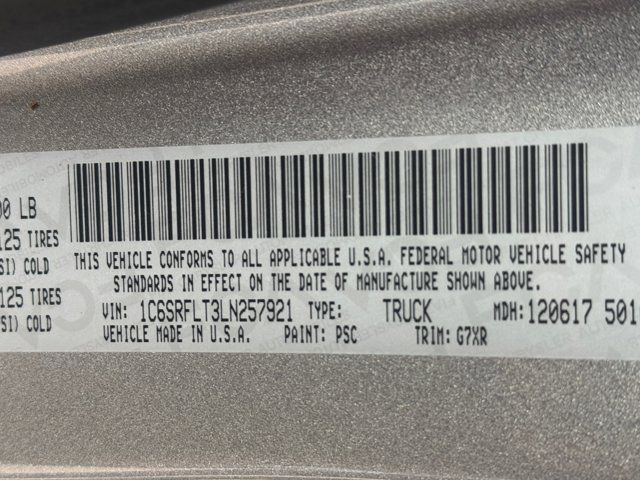 00 LB
125 TIRES
SI) COLD
125 TIRES
SI) COLD
THIS VEHICLE CONFORMS TO ALL APPLICABLE U.S.A. FEDERAL MOTOR VEHICLE SAFETY
STANDARDS IN EFFECT ON THE DATE OF MANUFACTURE SHOWN ABOVE.
VIN: 1C6SRFLT3LN257921 TYPE: TRUCK MDH: 120617 501
VEHICLE MADE IN U.S.A. PAINT: PSC TRIM: G7XR